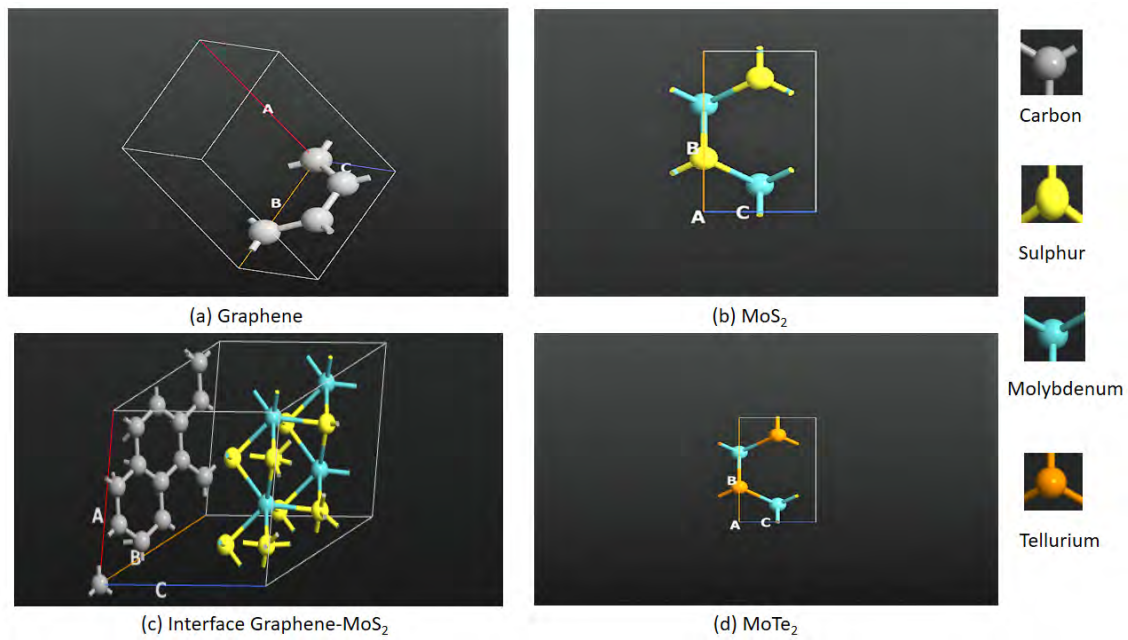 A
C
B
(a) Graphene
B
A
C
(b) MoS₂
Carbon
Sulphur
Molybdenum
Tellurium
A
B
C
(c) Interface Graphene-MoS₂
B
A
C
(d) MoTe₂